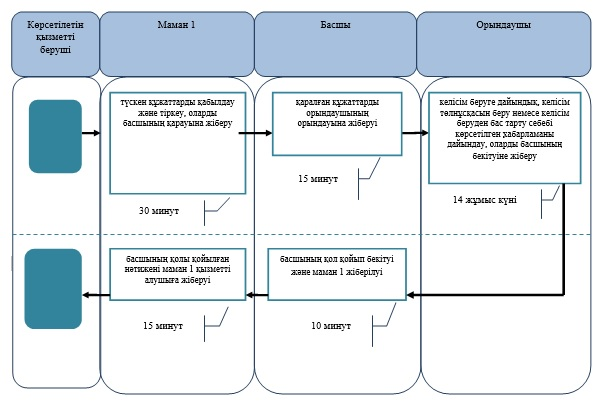 Көрсетілетін
қызметті
беруші
Маман 1
Басшы
Орындаушы
түскен құжаттарды қабылдау
және тіркеу, оларды
басшының қарауына жіберу
30 минут
қаралған құжаттарды
орындаушының
орындауына жіберуі
15 минут
келісім беруге дайындық, келісім
төлнұсқасын беру немесе келісім
беруден бас тарту себебі
көрсетілген хабарламаны
дайындау, оларды басшының
бекітуіне жіберу
14 жұмыс күні
басшының қолы қойылған
нәтижені маман 1 қызметті
алушыға жіберуі
15 минут
басшының қол қойып бекітуі
және маман 1 жіберілуі
10 минут